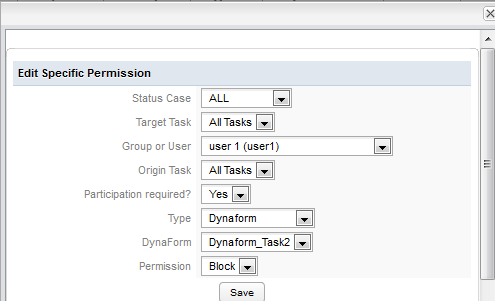 Edit Specific Permission
Status Case ALL
Target Task All Tasks
Group or User user 1 (user1)
Origin Task All Tasks
Participation required? Yes
Type Dynaform
DynaForm Dynaform_Task2
Permission Block
Save